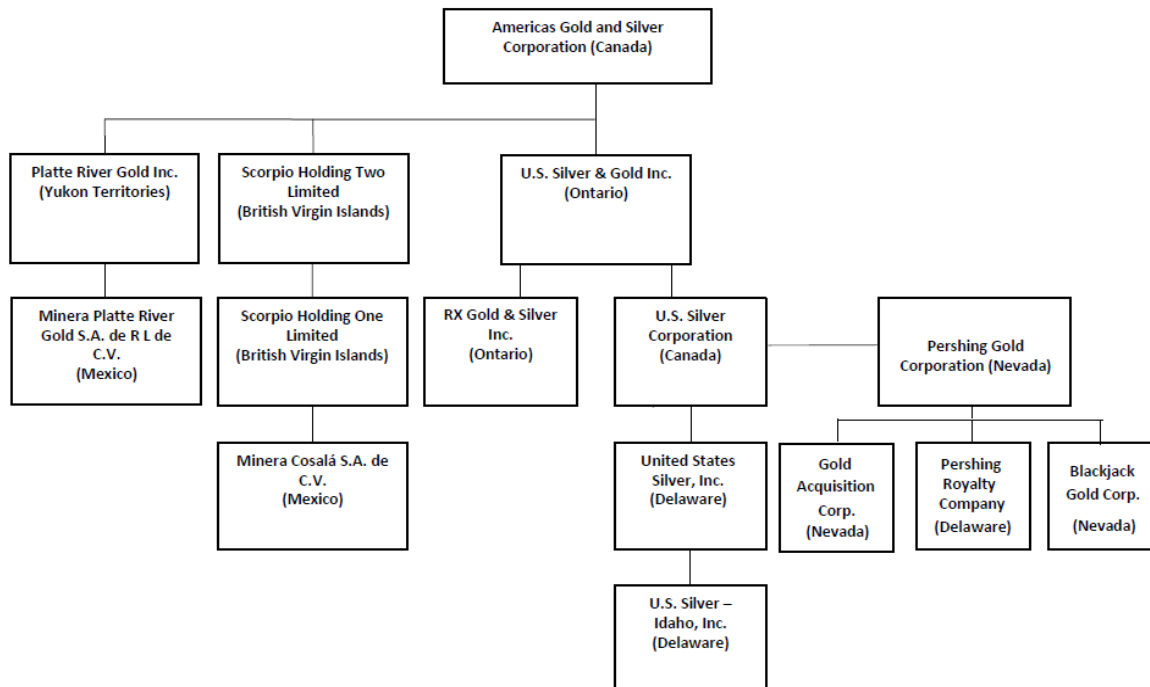 Americas Gold and Silver
Corporation (Canada)
Platte River Gold Inc.
(Yukon Territories)
Scorpio Holding Two
Limited
(British Virgin Islands)
U.S. Silver & Gold Inc.
(Ontario)
Minera Platte River
Gold S.A. de R L de
C.V.
(Mexico)
Scorpio Holding One
Limited
(British Virgin Islands)
RX Gold & Silver
Inc.
(Ontario)
U.S. Silver
Corporation
(Canada)
Pershing Gold
Corporation (Nevada)
Minera Cosalá S.A. de
C.V.
(Mexico)
United States
Silver, Inc.
(Delaware)
Gold
Acquisition
Corp.
(Nevada)
Pershing
Royalty
Company
(Delaware)
Blackjack
Gold Corp.
(Nevada)
U.S. Silver –
Idaho, Inc.
(Delaware)